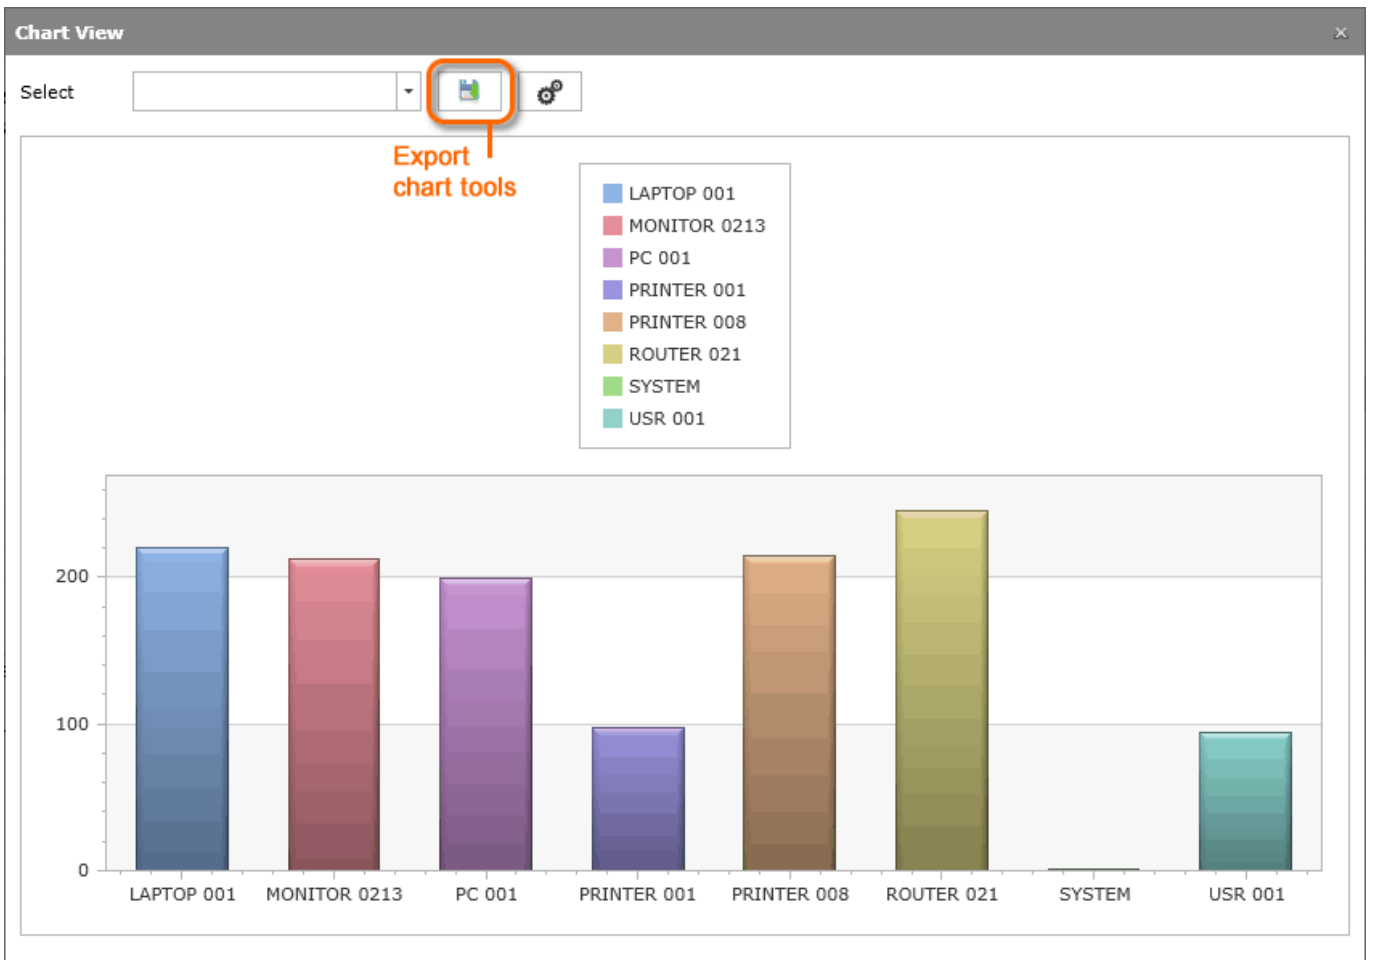 Chart View
Select
Export
chart tools
LAPTOP 001
MONITOR 0213
PC 001
PRINTER 001
PRINTER 008
ROUTER 021
SYSTEM
USR 001
200
100
0
LAPTOP 001 MONITOR 0213 PC 001 PRINTER 001 PRINTER 008 ROUTER 021 SYSTEM USR 001